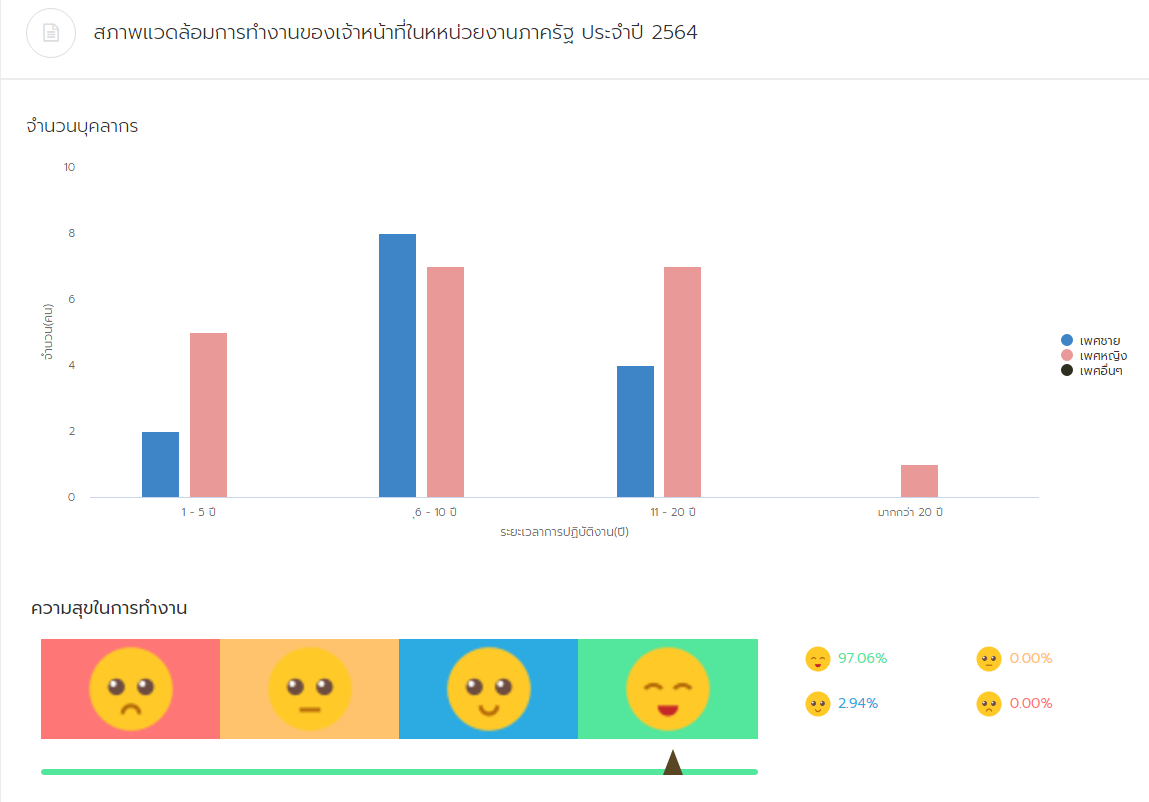 สภาพแวดล้อมการทำงานของเจ้าหน้าที่ในหหน่วยงานภาครัฐ ประจำปี 2564
จำนวนบุคลากร
10
8
6
4
2
0
จำนวน(คน)
1 - 5 ปี
ุ6 - 10 ปี
11 - 20 ปี
มากกว่า 20 ปี
ระยะเวลาการปฏิบัติงาน(ปี)
เพศชาย
เพศหญิง
เพศอื่นๆ
ความสุขในการทำงาน
97.06% 0.00%
2.94% 0.00%